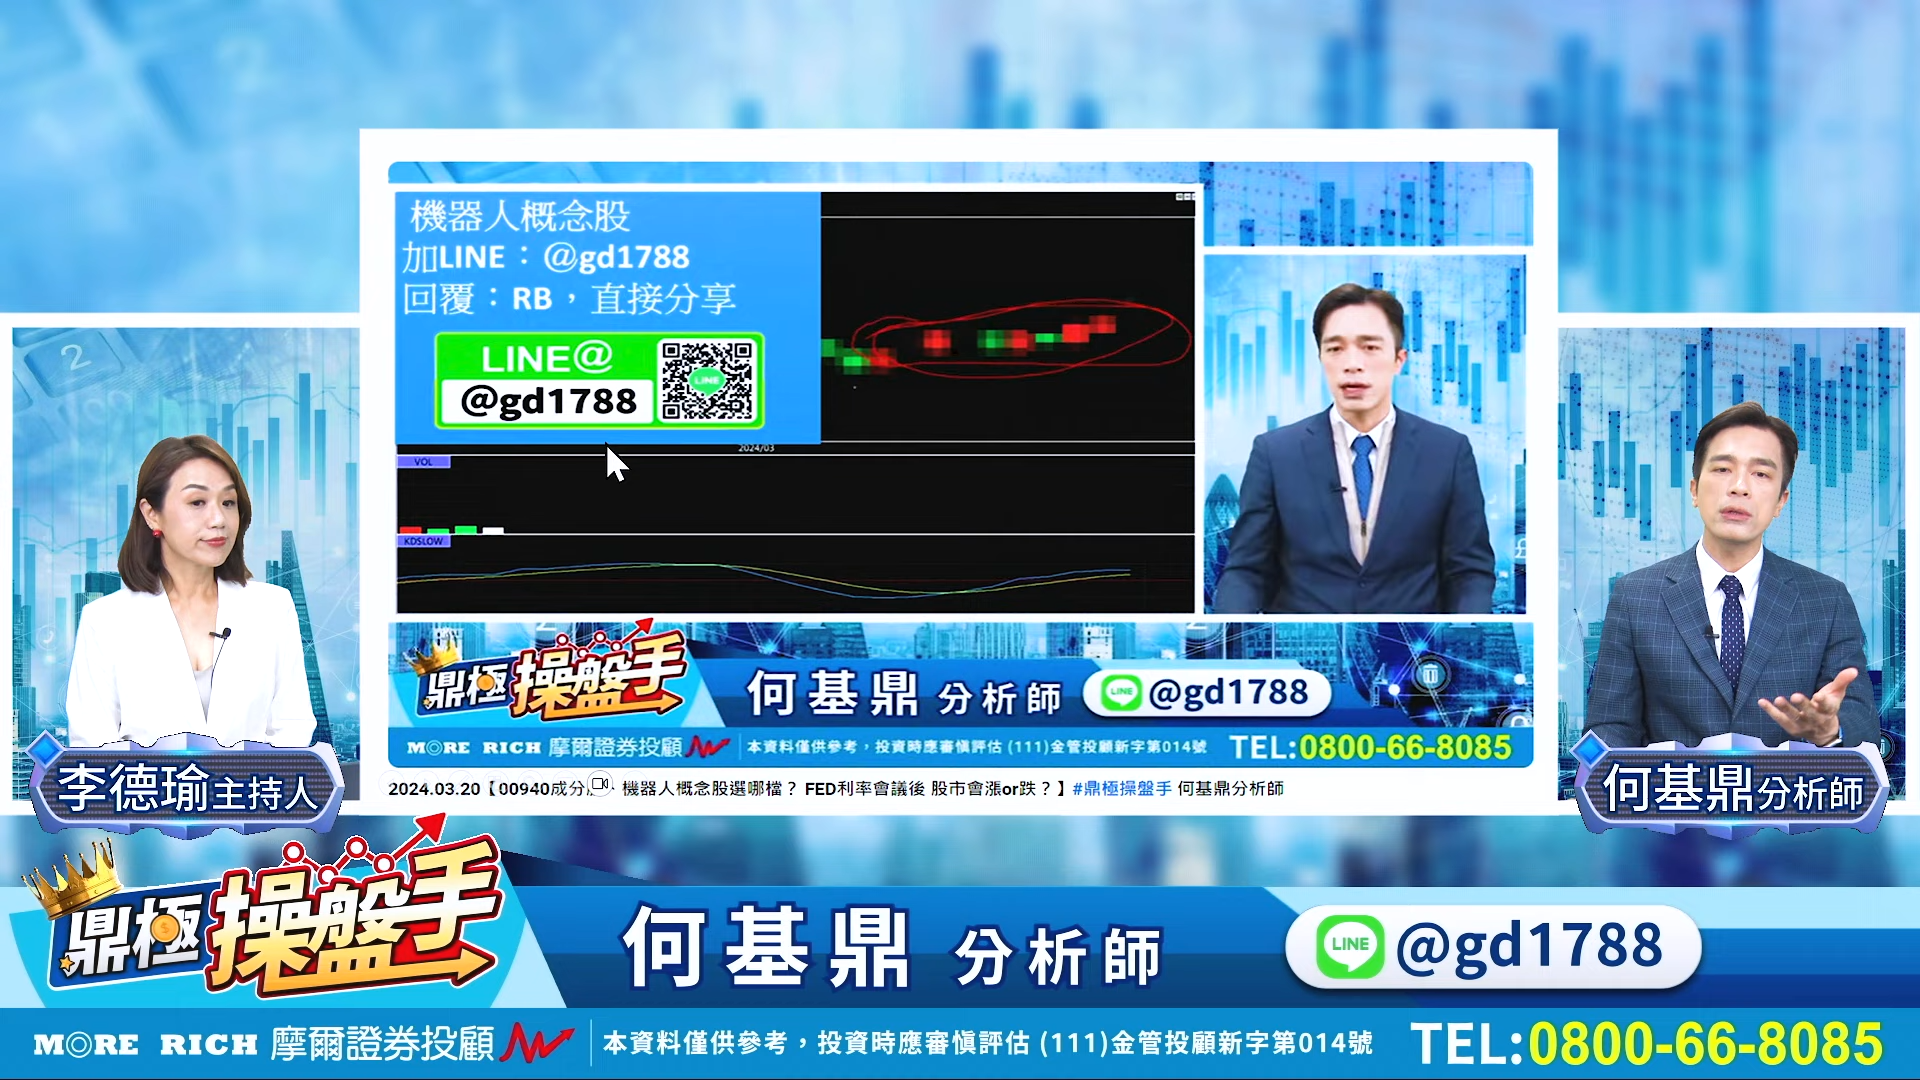 機器人概念股
加LINE：@gd1788
回覆：RB，直接分享
LINE@
LINE
@gd1788
2024/03
VOL
KDSLOW
鼎極操盤手
何基鼎 分析師
LINE @gd1788
MORE RICH 摩爾證券投顧
本資料僅供參考，投資時應審慎評估 (111)金管投顧新字第014號
TEL:0800-66-8085
2024.03.20【00940成分 機器人概念股選哪檔？ FED利率會議後 股市會漲or跌？】#鼎極操盤手 何基鼎分析師
李德瑜主持人
何基鼎分析師
鼎極操盤手
何基鼎 分析師
LINE @gd1788
MORE RICH 摩爾證券投顧
本資料僅供參考，投資時應審慎評估 (111)金管投顧新字第014號
TEL:0800-66-8085